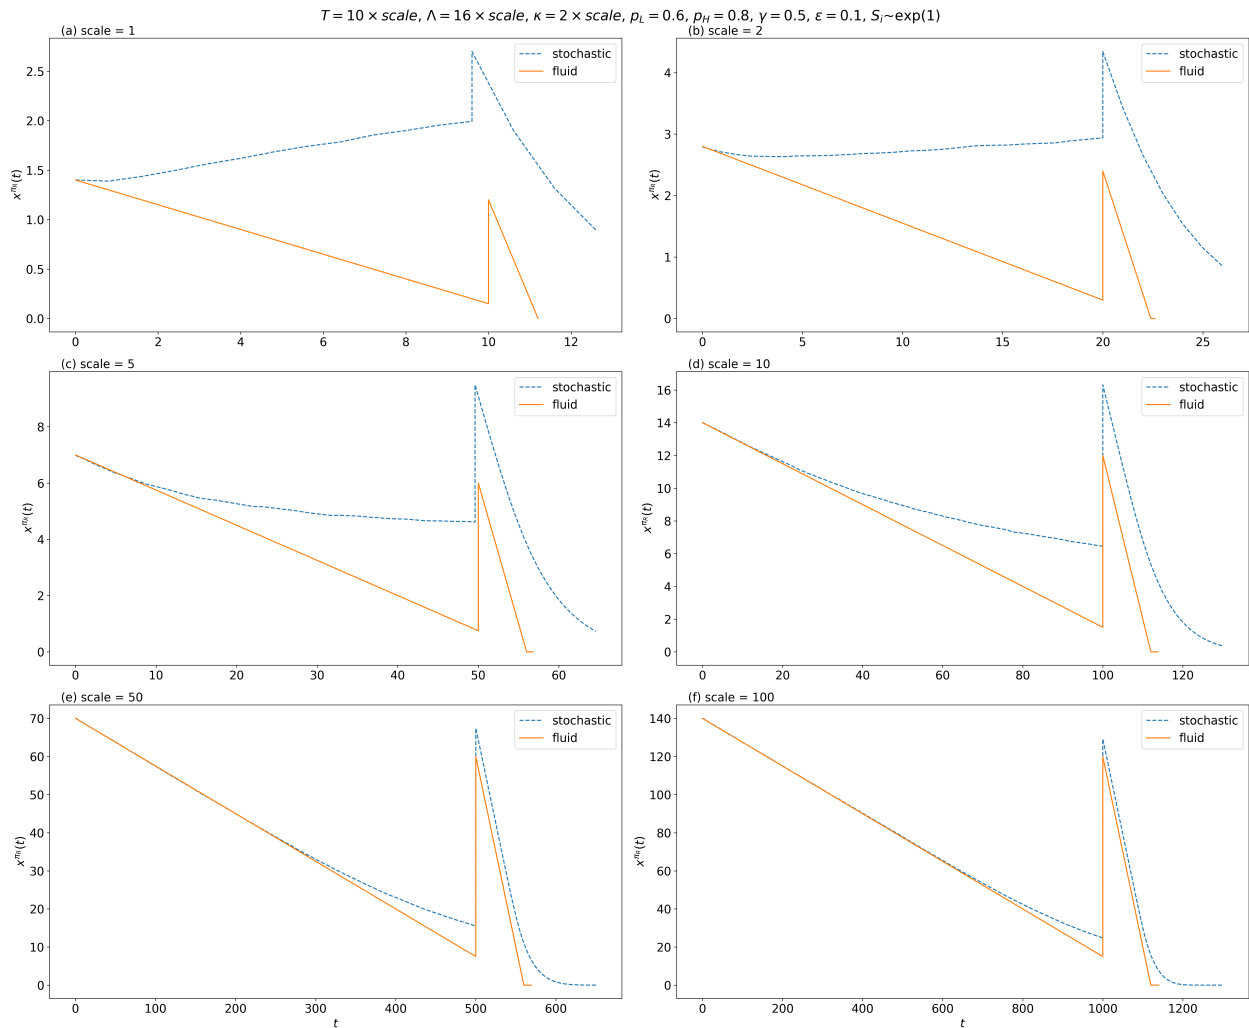 T = 10 × scale, Λ = 16 × scale, κ = 2 × scale, p_L = 0.6, p_H = 0.8, γ = 0.5, ε = 0.1, S_i~exp(1)
(a) scale = 1
stochastic
fluid
x^{π_R}(t)
2.5
2.0
1.5
1.0
0.5
0.0
0 2 4 6 8 10 12
(b) scale = 2
stochastic
fluid
x^{π_R}(t)
4
3
2
1
0
0 5 10 15 20 25
(c) scale = 5
stochastic
fluid
x^{π_R}(t)
8
6
4
2
0
0 10 20 30 40 50 60
(d) scale = 10
stochastic
fluid
x^{π_R}(t)
16
14
12
10
8
6
4
2
0
0 20 40 60 80 100 120
(e) scale = 50
stochastic
fluid
x^{π_R}(t)
70
60
50
40
30
20
10
0
0 100 200 300 400 500 600
t
(f) scale = 100
stochastic
fluid
x^{π_R}(t)
140
120
100
80
60
40
20
0
0 200 400 600 800 1000 1200
t